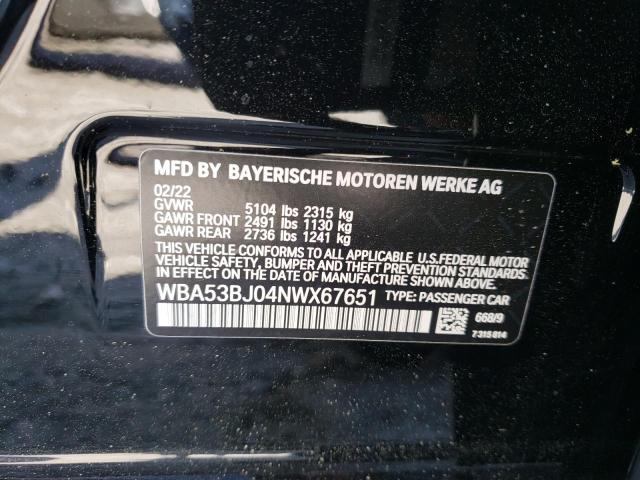 MFD BY BAYERISCHE MOTOREN WERKE AG
02/22
GVWR 5104 lbs 2315 kg
GAWR FRONT 2491 lbs 1130 kg
GAWR REAR 2736 lbs 1241 kg
THIS VEHICLE CONFORMS TO ALL APPLICABLE U.S.FEDERAL MOTOR
VEHICLE SAFETY, BUMPER AND THEFT PREVENTION STANDARDS
IN EFFECT ON THE DATE OF MANUFACTURE SHOWN ABOVE.
WBA53BJ04NWX67651 TYPE: PASSENGER CAR
668/9
7315814